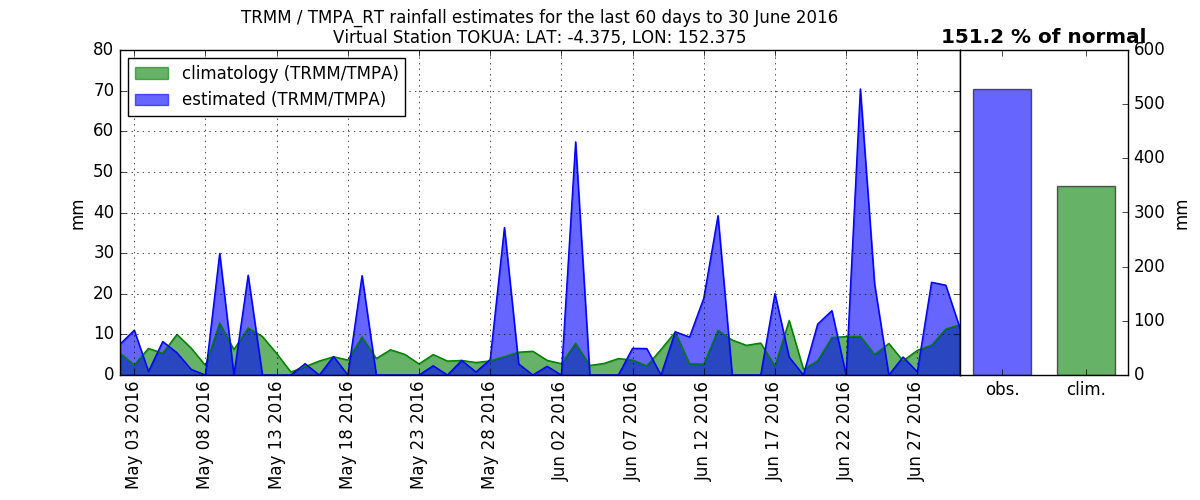 TRMM / TMPA_RT rainfall estimates for the last 60 days to 30 June 2016
Virtual Station TOKUA: LAT: -4.375, LON: 152.375
151.2 % of normal
climatology (TRMM/TMPA)
estimated (TRMM/TMPA)
mm
80
70
60
50
40
30
20
10
0
May 03 2016
May 08 2016
May 13 2016
May 18 2016
May 23 2016
May 28 2016
Jun 02 2016
Jun 07 2016
Jun 12 2016
Jun 17 2016
Jun 22 2016
Jun 27 2016
obs.
clim.
600
500
400
300
200
100
0
mm